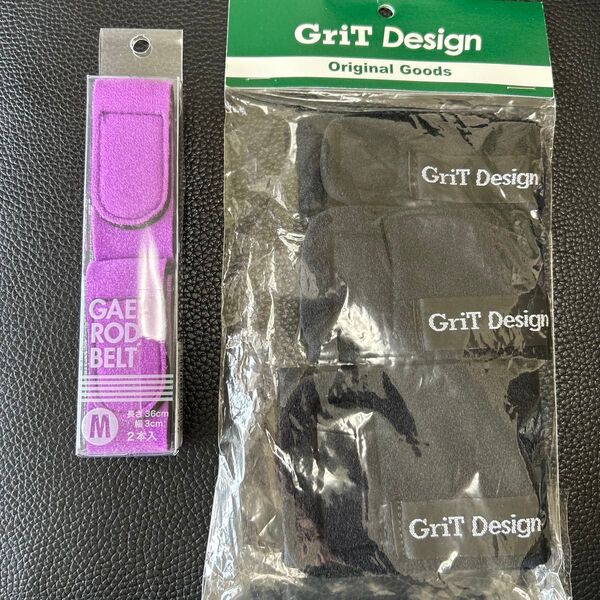 GAE
ROD
BELT
M
長さ36cm
幅3cm
2本入
GriT Design
Original Goods
GriT Design
GriT Design
GriT Design